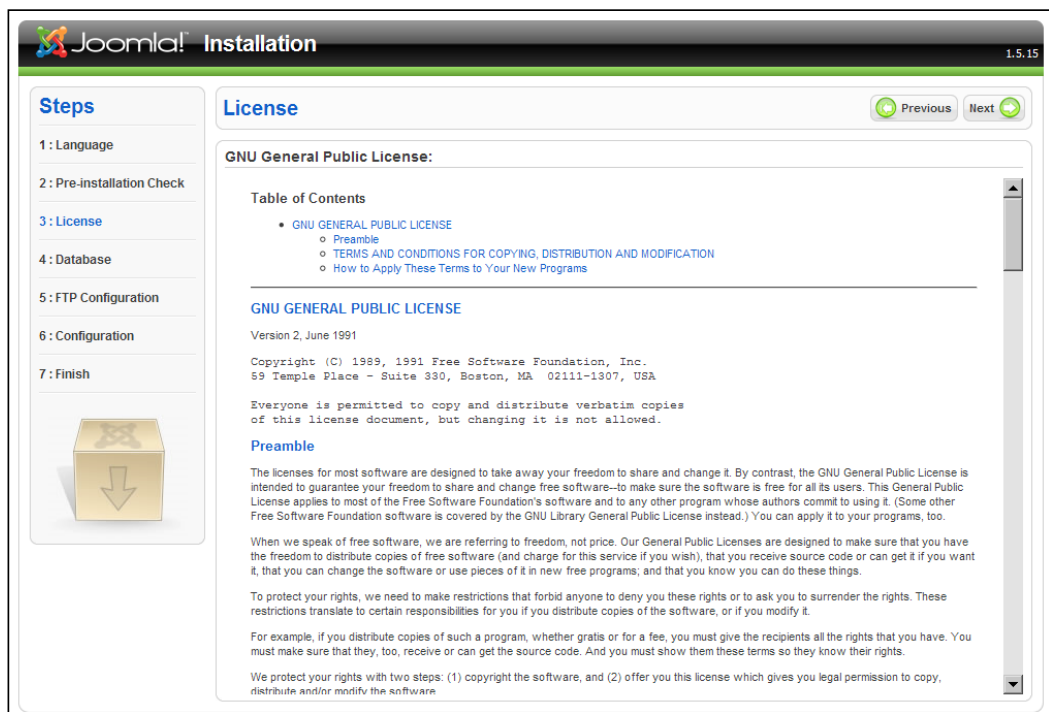 Joomla! Installation
1.5.15
Steps
1 : Language
2 : Pre-installation Check
3 : License
4 : Database
5 : FTP Configuration
6 : Configuration
7 : Finish
License
Previous
Next
GNU General Public License:
Table of Contents
GNU GENERAL PUBLIC LICENSE
Preamble
TERMS AND CONDITIONS FOR COPYING, DISTRIBUTION AND MODIFICATION
How to Apply These Terms to Your New Programs
GNU GENERAL PUBLIC LICENSE
Version 2, June 1991
Copyright (C) 1989, 1991 Free Software Foundation, Inc.
59 Temple Place - Suite 330, Boston, MA  02111-1307, USA
Everyone is permitted to copy and distribute verbatim copies
of this license document, but changing it is not allowed.
Preamble
The licenses for most software are designed to take away your freedom to share and change it. By contrast, the GNU General Public License is
intended to guarantee your freedom to share and change free software--to make sure the software is free for all its users. This General Public
License applies to most of the Free Software Foundation's software and to any other program whose authors commit to using it. (Some other
Free Software Foundation software is covered by the GNU Library General Public License instead.) You can apply it to your programs, too.
When we speak of free software, we are referring to freedom, not price. Our General Public Licenses are designed to make sure that you have
the freedom to distribute copies of free software (and charge for this service if you wish), that you receive source code or can get it if you want
it, that you can change the software or use pieces of it in new free programs; and that you know you can do these things.
To protect your rights, we need to make restrictions that forbid anyone to deny you these rights or to ask you to surrender the rights. These
restrictions translate to certain responsibilities for you if you distribute copies of the software, or if you modify it.
For example, if you distribute copies of such a program, whether gratis or for a fee, you must give the recipients all the rights that you have. You
must make sure that they, too, receive or can get the source code. And you must show them these terms so they know their rights.
We protect your rights with two steps: (1) copyright the software, and (2) offer you this license which gives you legal permission to copy,
distribute and/or modify the software